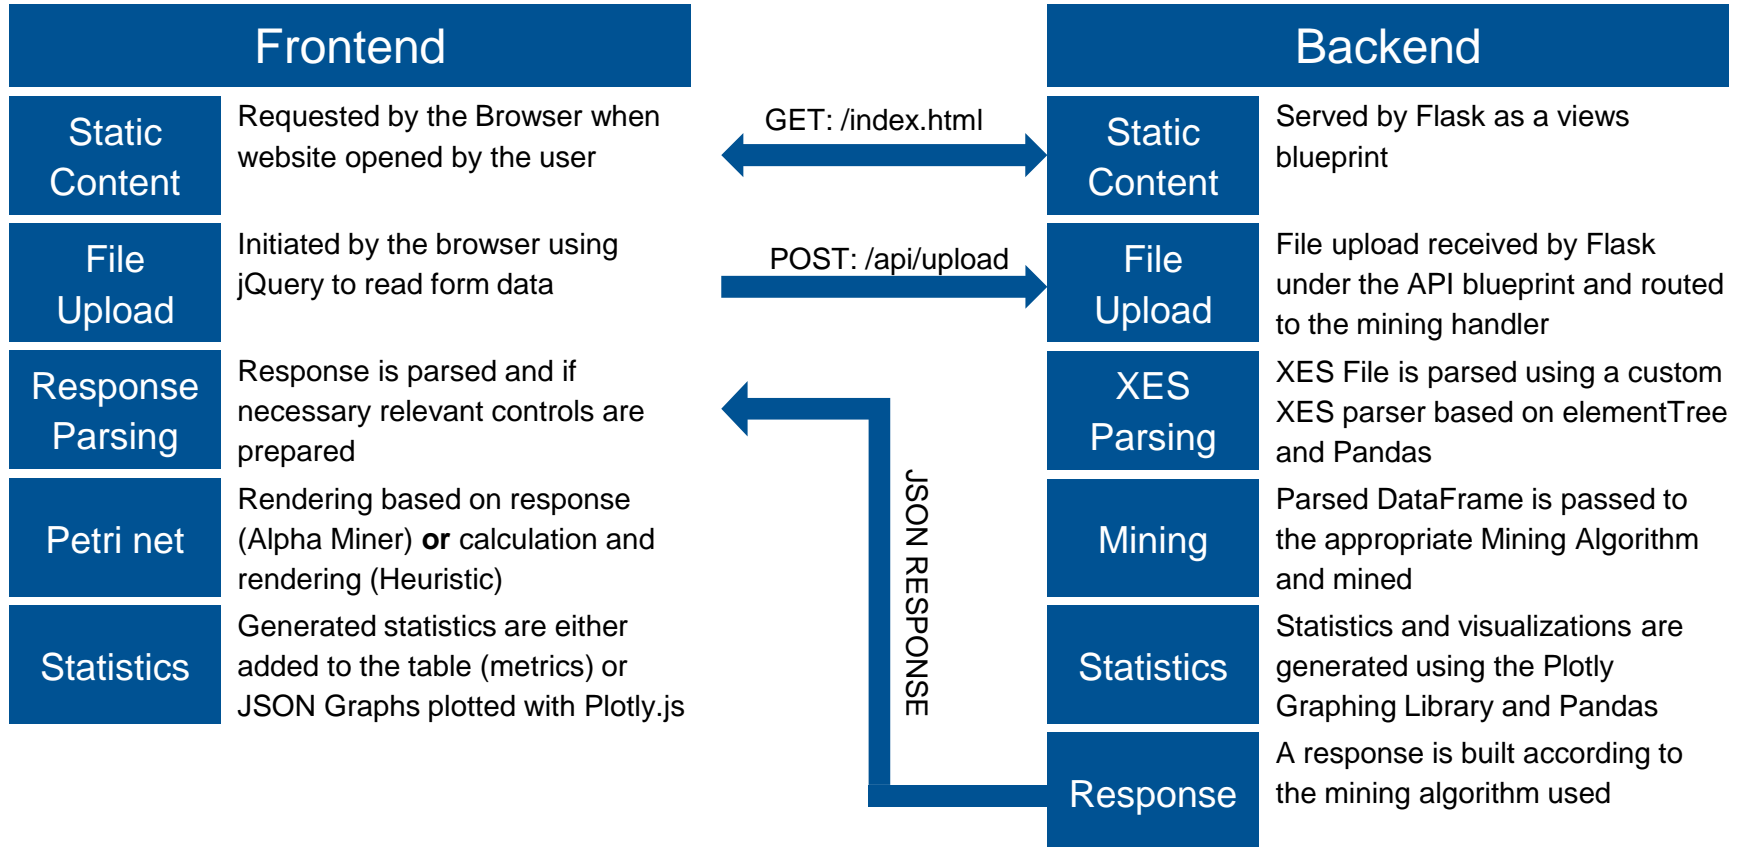 Frontend
Static
Content
Requested by the Browser when
website opened by the user
File
Upload
Initiated by the browser using
jQuery to read form data
Response
Parsing
Response is parsed and if
necessary relevant controls are
prepared
Petri net
Rendering based on response
(Alpha Miner) or calculation and
rendering (Heuristic)
Statistics
Generated statistics are either
added to the table (metrics) or
JSON Graphs plotted with Plotly.js
GET: /index.html
POST: /api/upload
JSON RESPONSE
Backend
Static
Content
Served by Flask as a views
blueprint
File
Upload
File upload received by Flask
under the API blueprint and routed
to the mining handler
XES
Parsing
XES File is parsed using a custom
XES parser based on elementTree
and Pandas
Mining
Parsed DataFrame is passed to
the appropriate Mining Algorithm
and mined
Statistics
Statistics and visualizations are
generated using the Plotly
Graphing Library and Pandas
Response
A response is built according to
the mining algorithm used